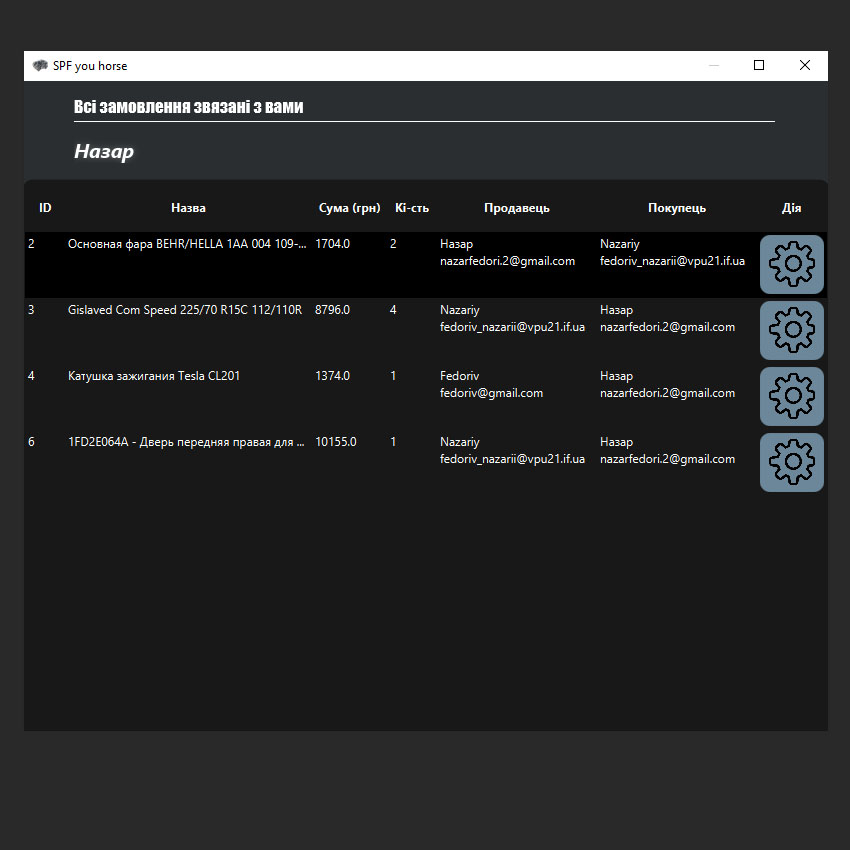 SPF you horse
Всі замовлення звязані з вами
Назар
ID Назва Сума (грн) Кі-сть Продавець Покупець Дія
2 Основная фара BEHR/HELLA 1AA 004 109-... 1704.0 2 Назар Nazariy
nazarfedori.2@gmail.com fedoriv_nazarii@vpu21.if.ua
3 Gislaved Com Speed 225/70 R15C 112/110R 8796.0 4 Nazariy Назар
fedoriv_nazarii@vpu21.if.ua nazarfedori.2@gmail.com
4 Катушка зажигания Tesla CL201 1374.0 1 Fedoriv Назар
fedoriv@gmail.com nazarfedori.2@gmail.com
6 1FD2E064A - Дверь передняя правая для ... 10155.0 1 Nazariy Назар
fedoriv_nazarii@vpu21.if.ua nazarfedori.2@gmail.com